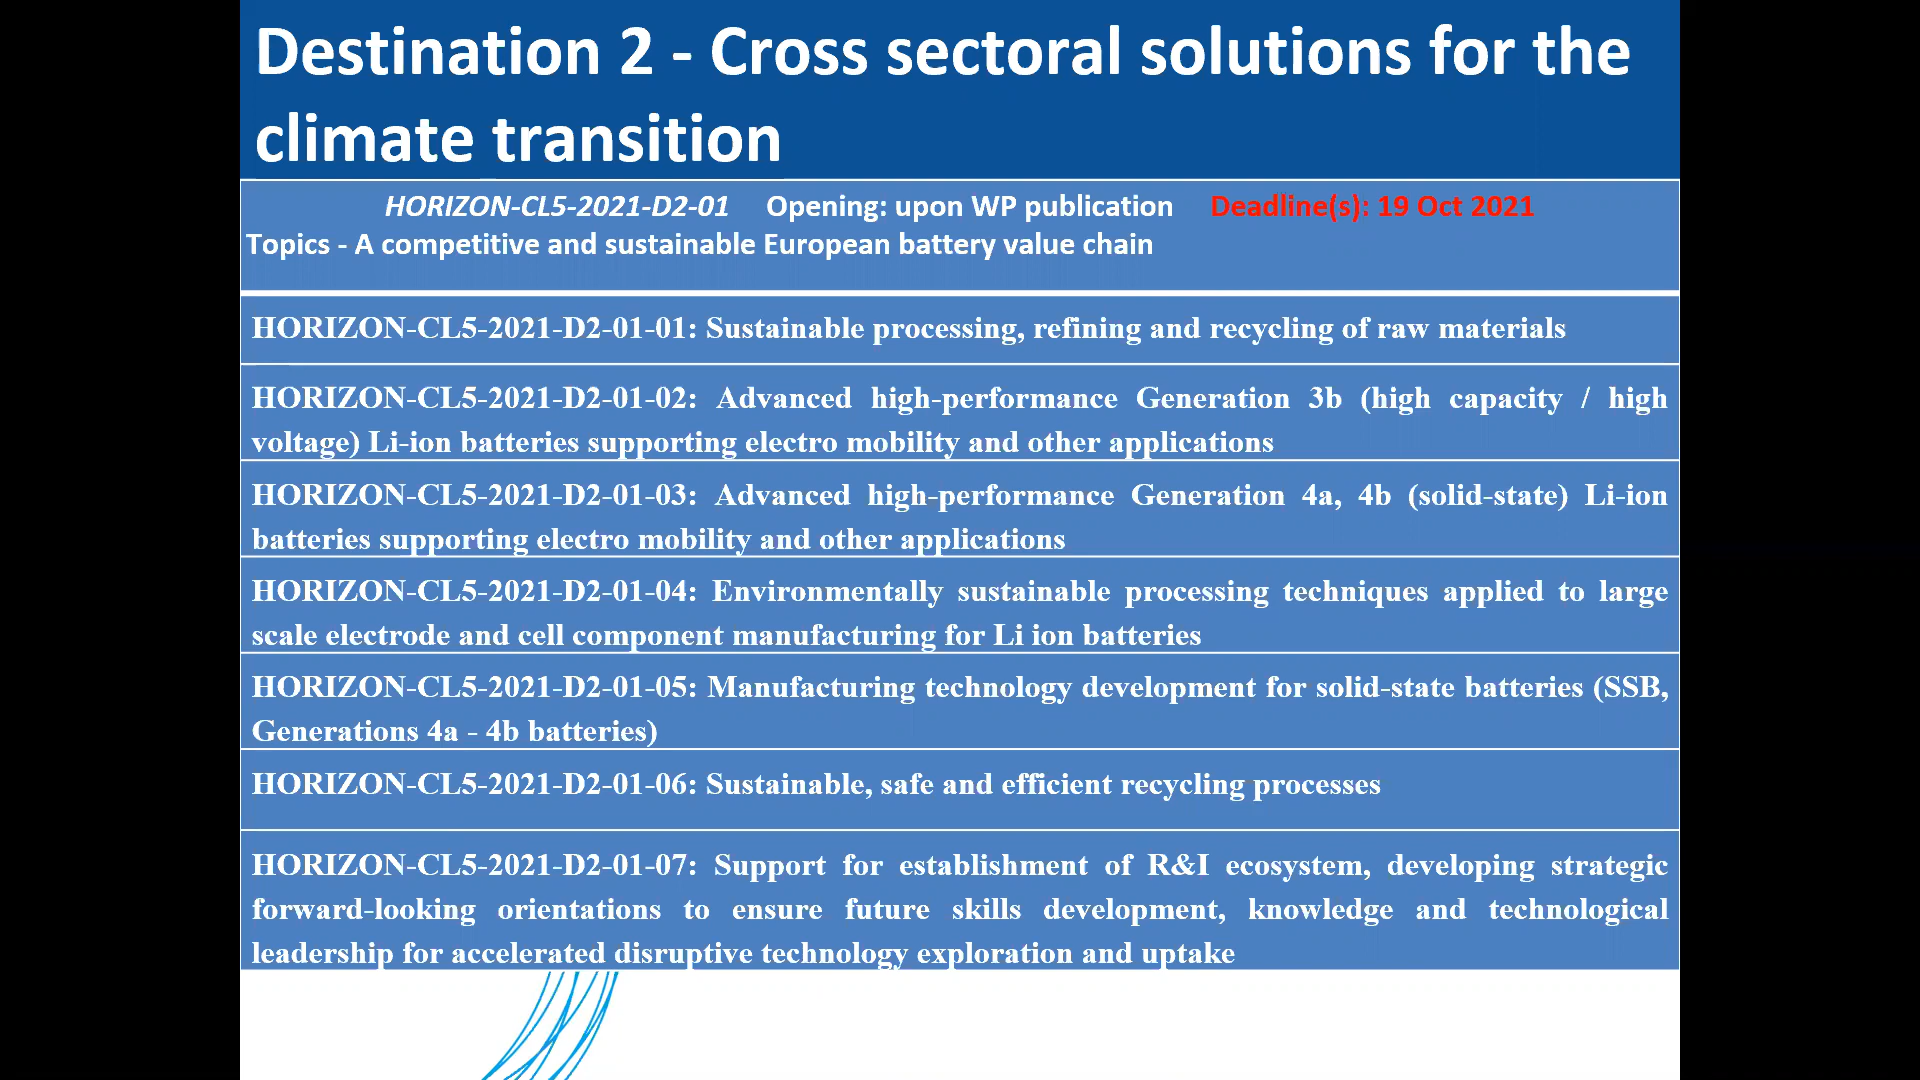 Destination 2 - Cross sectoral solutions for the
climate transition
HORIZON-CL5-2021-D2-01 Opening: upon WP publication Deadline(s): 19 Oct 2021
Topics - A competitive and sustainable European battery value chain
HORIZON-CL5-2021-D2-01-01: Sustainable processing, refining and recycling of raw materials
HORIZON-CL5-2021-D2-01-02: Advanced high-performance Generation 3b (high capacity / high
voltage) Li-ion batteries supporting electro mobility and other applications
HORIZON-CL5-2021-D2-01-03: Advanced high-performance Generation 4a, 4b (solid-state) Li-ion
batteries supporting electro mobility and other applications
HORIZON-CL5-2021-D2-01-04: Environmentally sustainable processing techniques applied to large
scale electrode and cell component manufacturing for Li ion batteries
HORIZON-CL5-2021-D2-01-05: Manufacturing technology development for solid-state batteries (SSB,
Generations 4a - 4b batteries)
HORIZON-CL5-2021-D2-01-06: Sustainable, safe and efficient recycling processes
HORIZON-CL5-2021-D2-01-07: Support for establishment of R&I ecosystem, developing strategic
forward-looking orientations to ensure future skills development, knowledge and technological
leadership for accelerated disruptive technology exploration and uptake